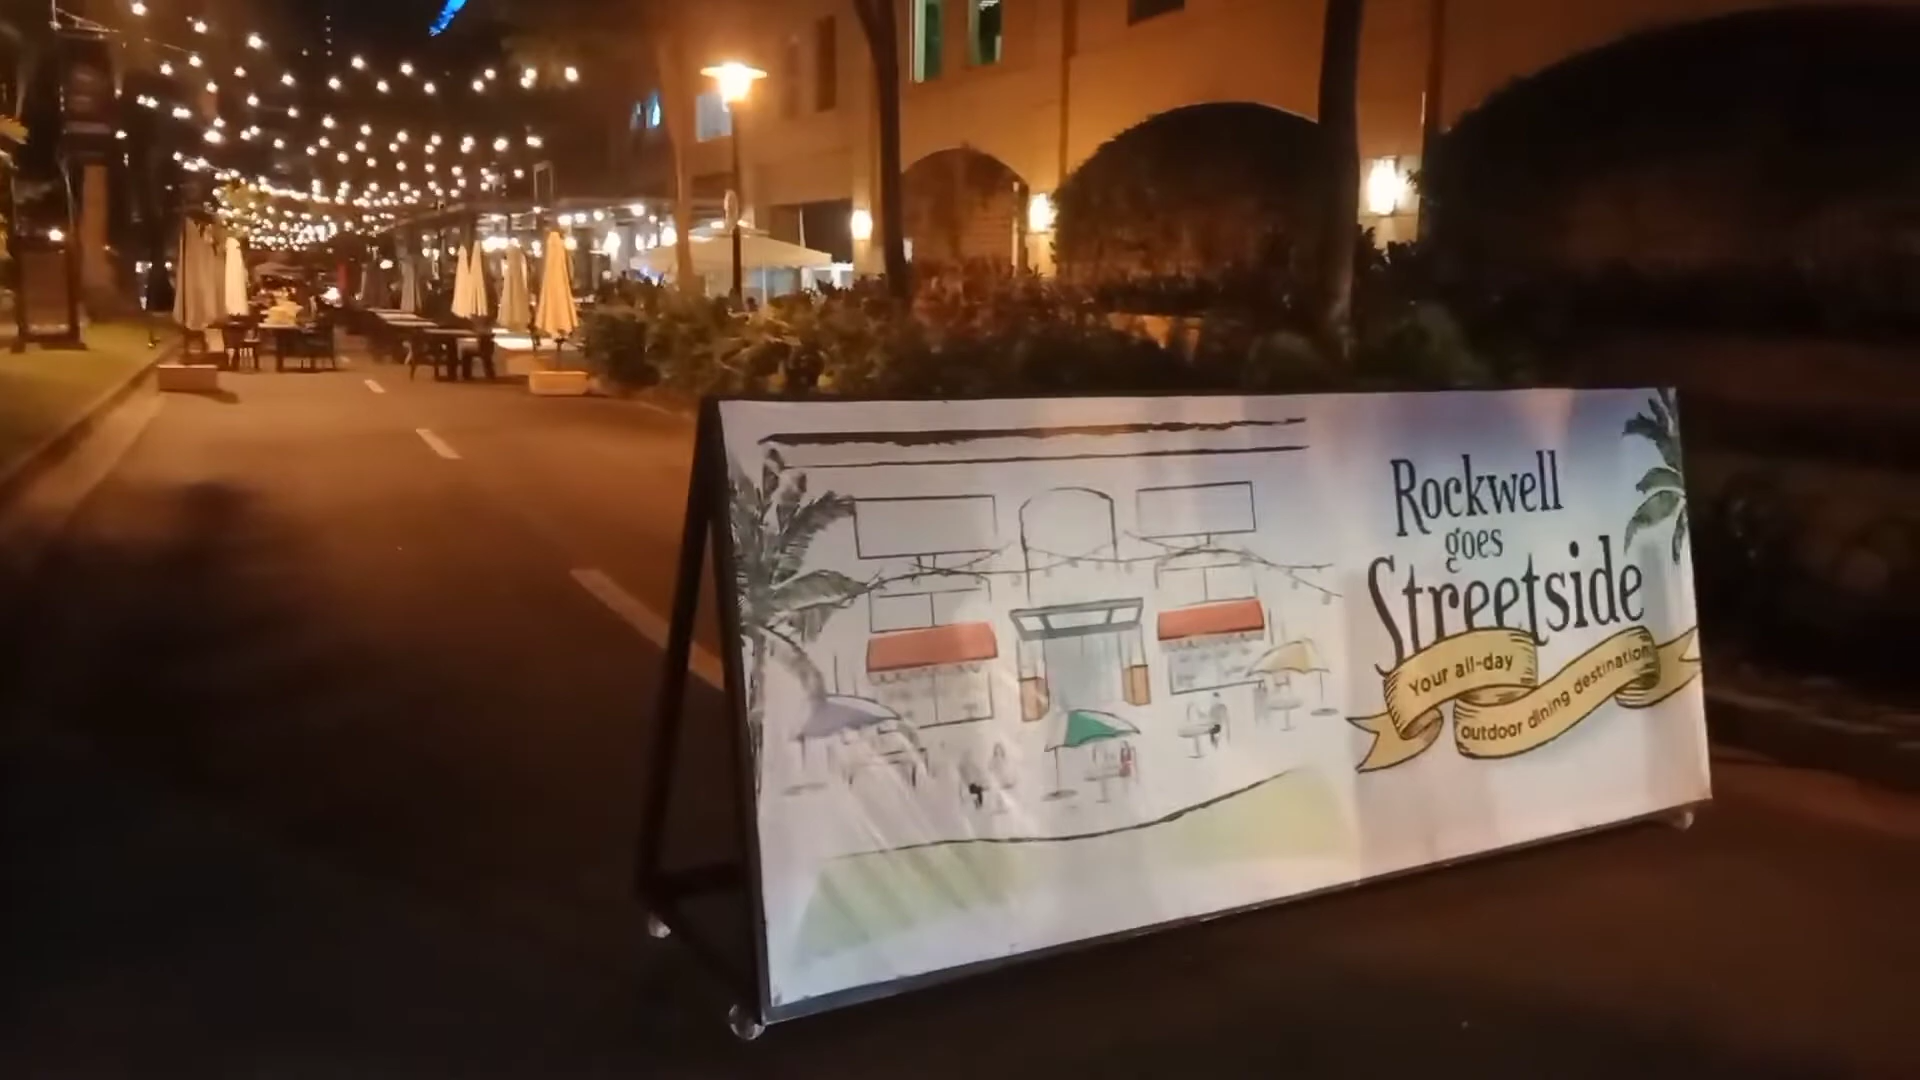 Rockwell
goes
Streetside
Your all-day
outdoor dining destination